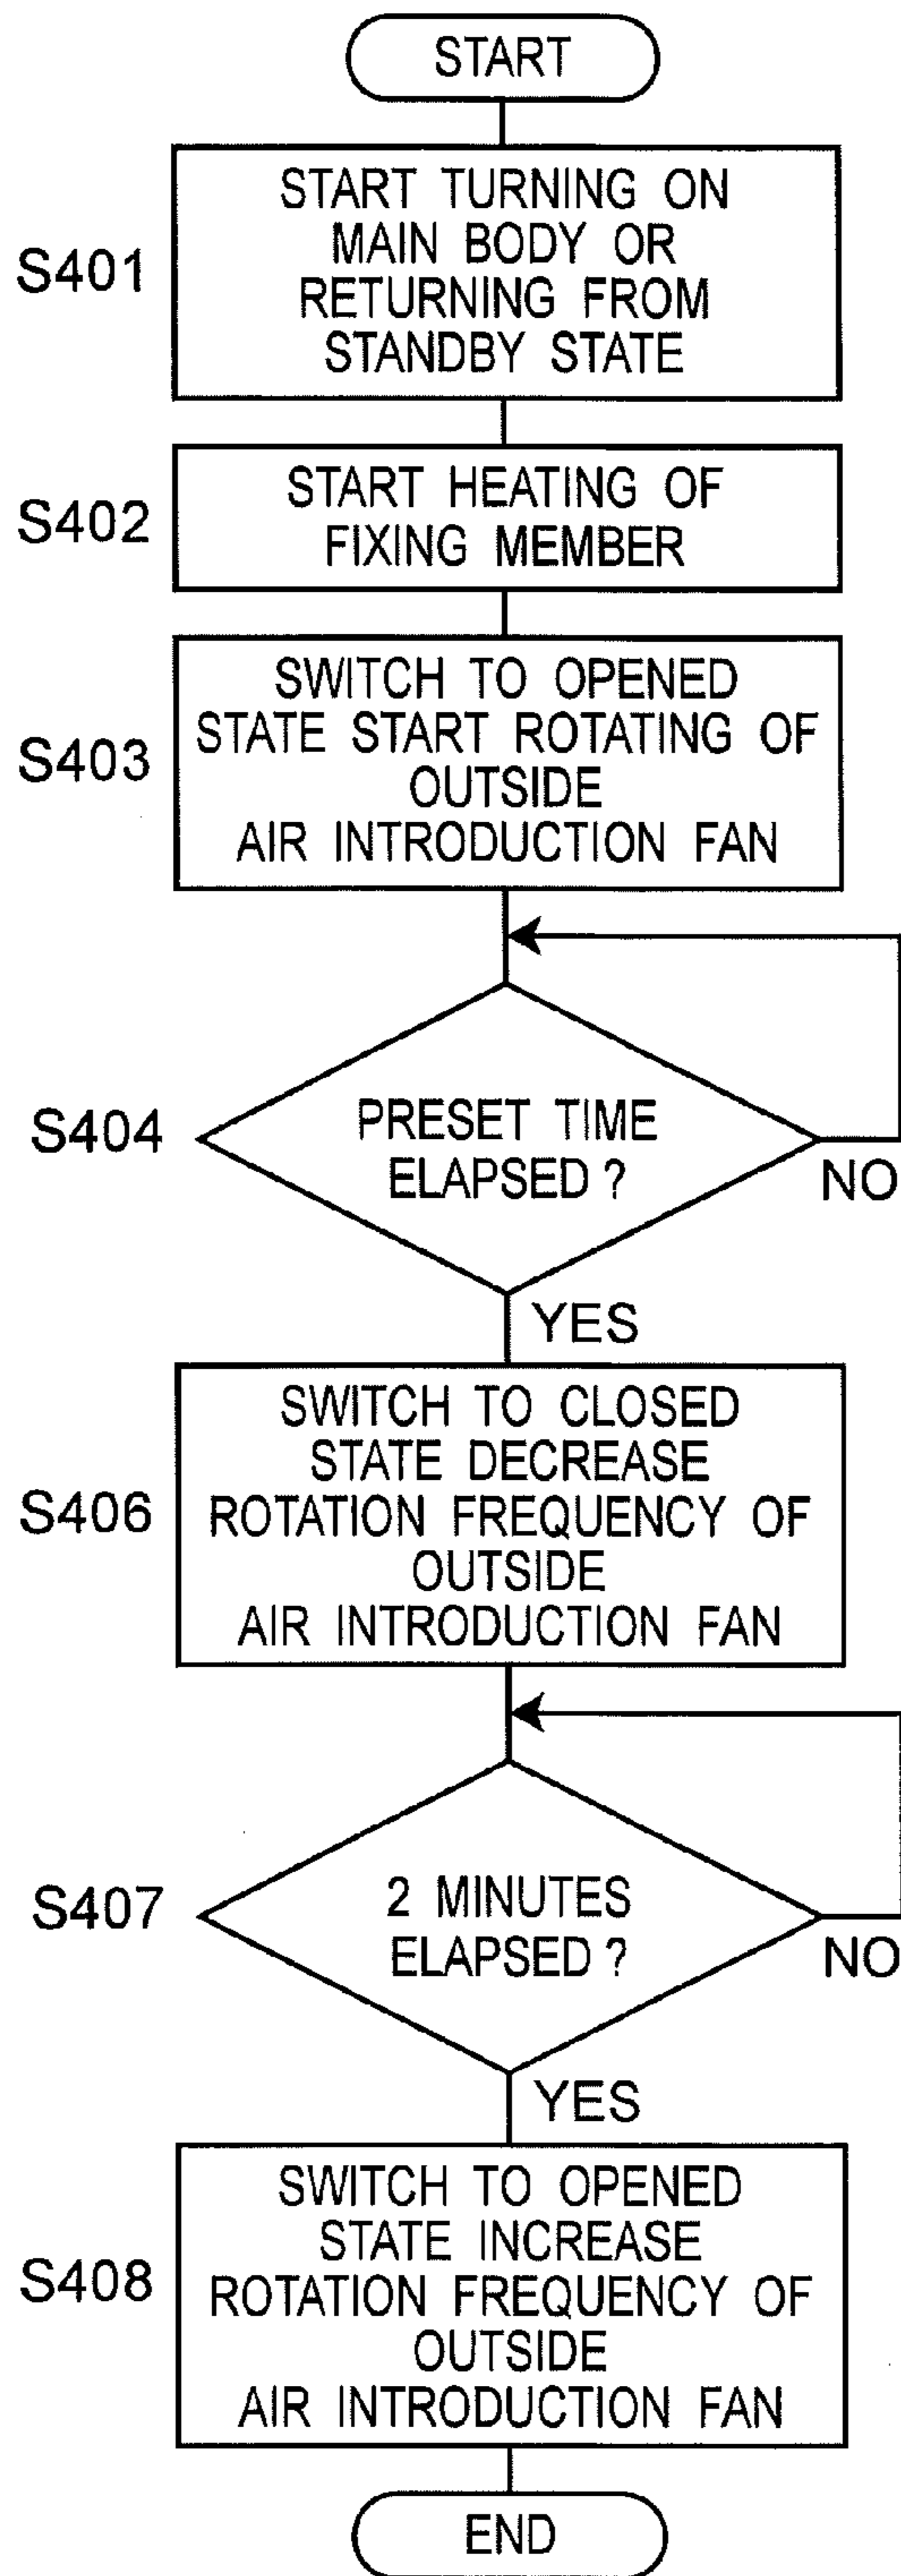 START
S401
START TURNING ON
MAIN BODY OR
RETURNING FROM
STANDBY STATE
S402
START HEATING OF
FIXING MEMBER
S403
SWITCH TO OPENED
STATE START ROTATING OF
OUTSIDE
AIR INTRODUCTION FAN
S404
PRESET TIME
ELAPSED ?
NO
YES
S406
SWITCH TO CLOSED
STATE DECREASE
ROTATION FREQUENCY OF
OUTSIDE
AIR INTRODUCTION FAN
S407
2 MINUTES
ELAPSED ?
NO
YES
S408
SWITCH TO OPENED
STATE INCREASE
ROTATION FREQUENCY OF
OUTSIDE
AIR INTRODUCTION FAN
END